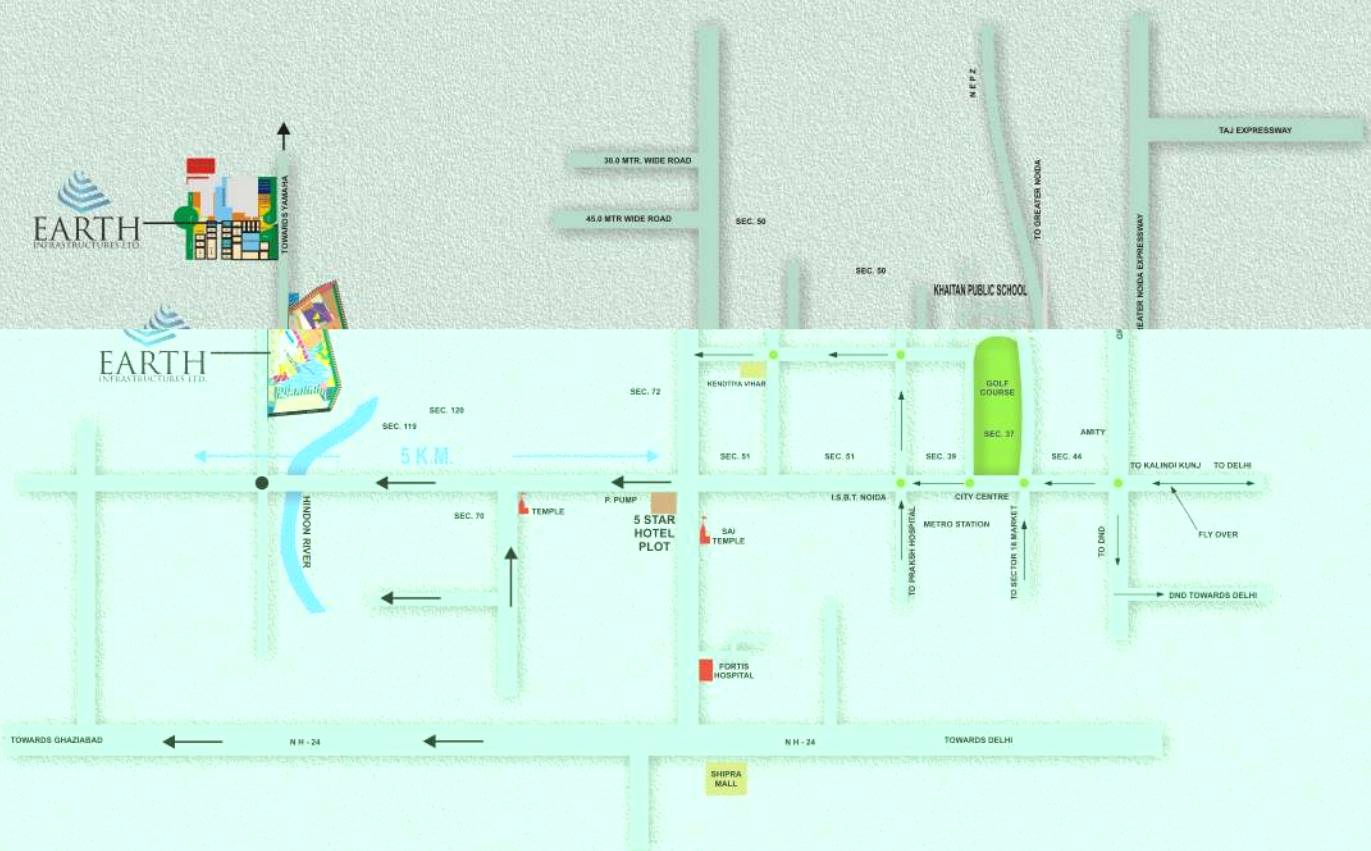 N E P Z
TAJ EXPRESSWAY
30.0 MTR. WIDE ROAD
TOWARDS YAMAHA
TO GREATER NOIDA
45.0 MTR WIDE ROAD
SEC. 50
EARTH
INFRASTRUCTURES LTD.
REATER NOIDA EXPRESSWAY
SEC. 50
KHAITAN PUBLIC SCHOOL
EARTH
INFRASTRUCTURES LTD.
KENDTIYA VIHAR
GOLF
COURSE
SEC. 72
SEC. 120
SEC. 119
SEC. 37
AMITY
5 K.M.
SEC. 51
SEC. 51
SEC. 39
SEC. 44
TO KALINDI KUNJ
TO DELHI
P. PUMP
I.S.B.T. NOIDA
CITY CENTRE
HINDON RIVER
SEC. 70
TEMPLE
5 STAR
HOTEL
PLOT
SAI
TEMPLE
TO PRAKSH HOSPITAL
METRO STATION
TO SECTOR 18 MARKET
TO DND
FLY OVER
DND TOWARDS DELHI
FORTIS
HOSPITAL
TOWARDS GHAZIABAD
N H - 24
N H - 24
TOWARDS DELHI
SHIPRA
MALL